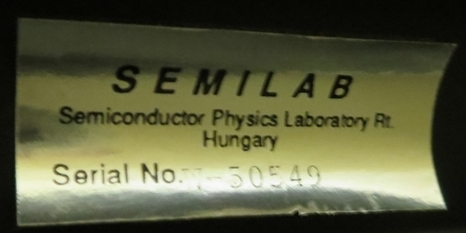 SEMILAB
Semiconductor Physics Laboratory Rt.
Hungary
Serial No.